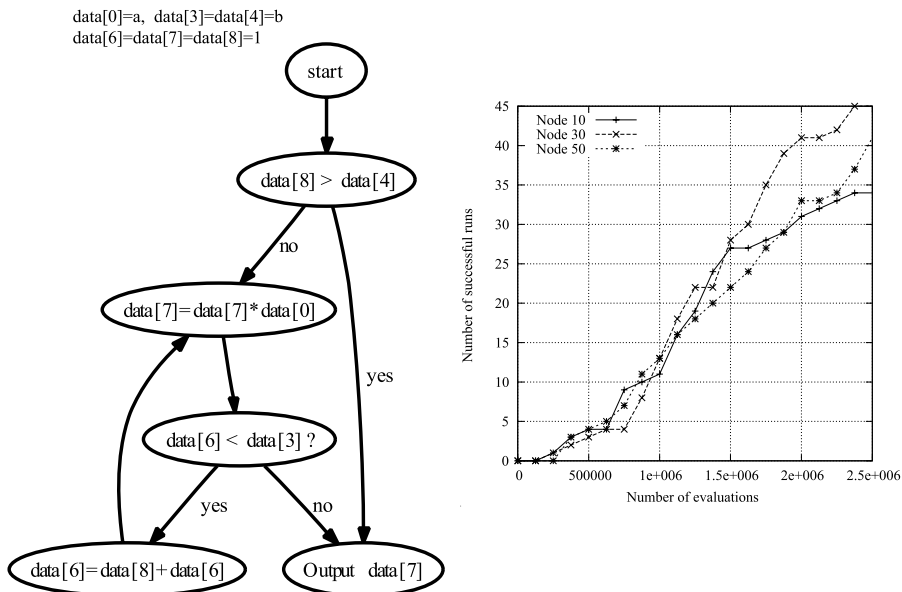 data[0]=a, data[3]=data[4]=b
data[6]=data[7]=data[8]=1
start
data[8] > data[4]
no
data[7]=data[7]*data[0]
yes
data[6] < data[3] ?
yes
no
data[6]=data[8]+data[6]
Output data[7]
Number of successful runs
45
40
35
30
25
20
15
10
5
0
Node 10
Node 30
Node 50
0
500000
1e+006
1.5e+006
2e+006
2.5e+006
Number of evaluations